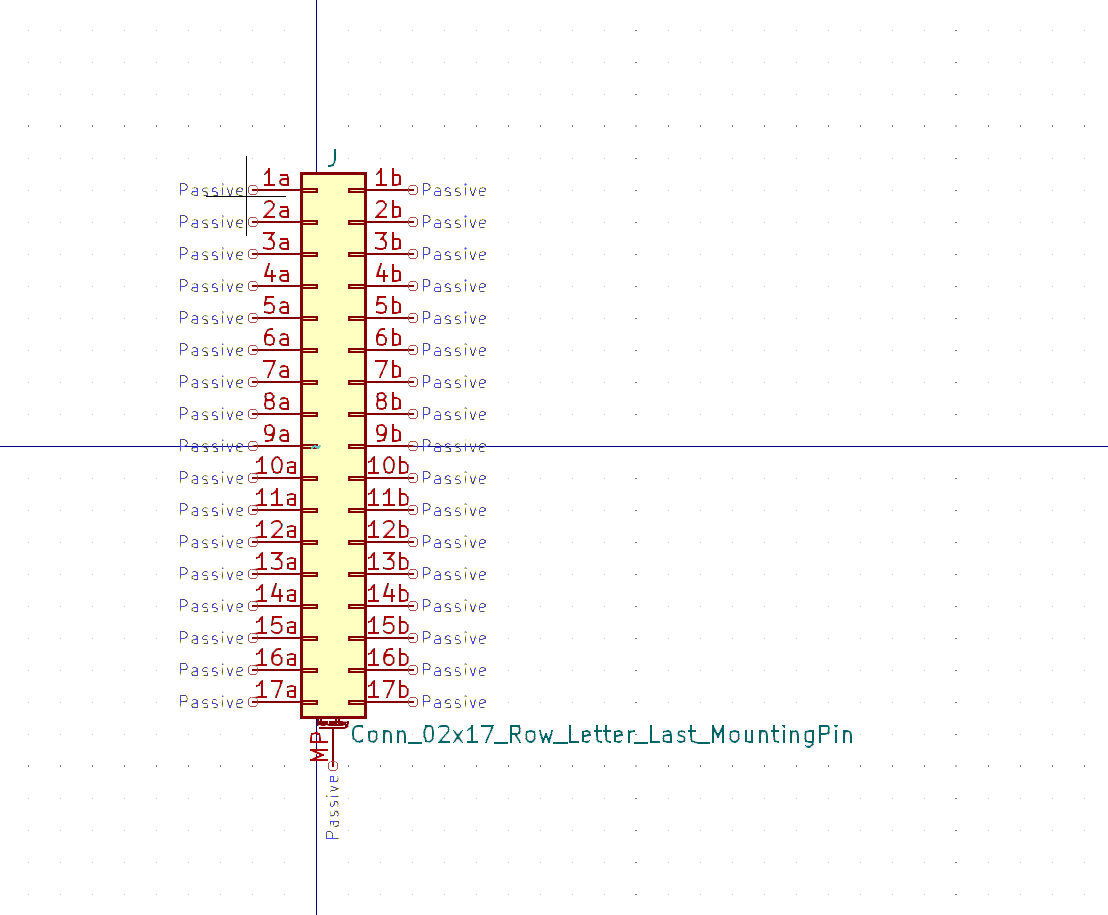 J
Passive 1a 1b Passive
Passive 2a 2b Passive
Passive 3a 3b Passive
Passive 4a 4b Passive
Passive 5a 5b Passive
Passive 6a 6b Passive
Passive 7a 7b Passive
Passive 8a 8b Passive
Passive 9a 9b Passive
Passive 10a 10b Passive
Passive 11a 11b Passive
Passive 12a 12b Passive
Passive 13a 13b Passive
Passive 14a 14b Passive
Passive 15a 15b Passive
Passive 16a 16b Passive
Passive 17a 17b Passive
MP Conn_02x17_Row_Letter_Last_MountingPin
Passive